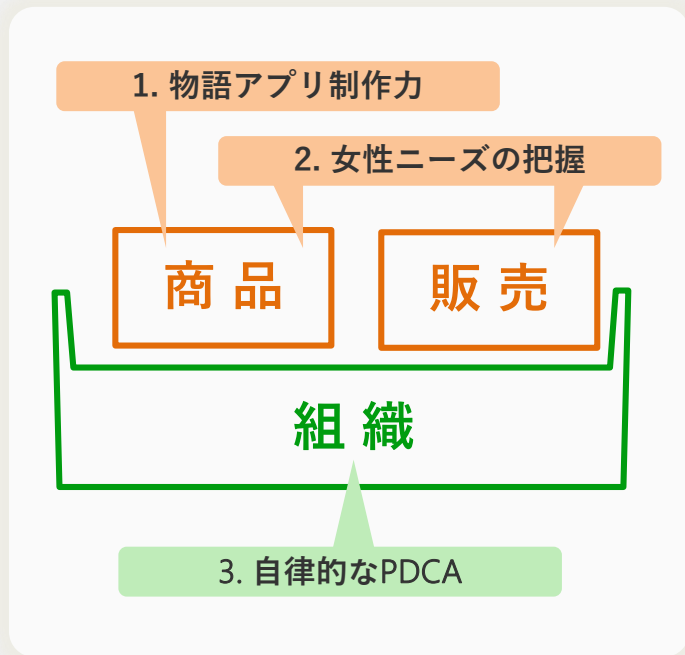 1. 物語アプリ制作力
2. 女性ニーズの把握
商品
販売
組織
3. 自律的なPDCA